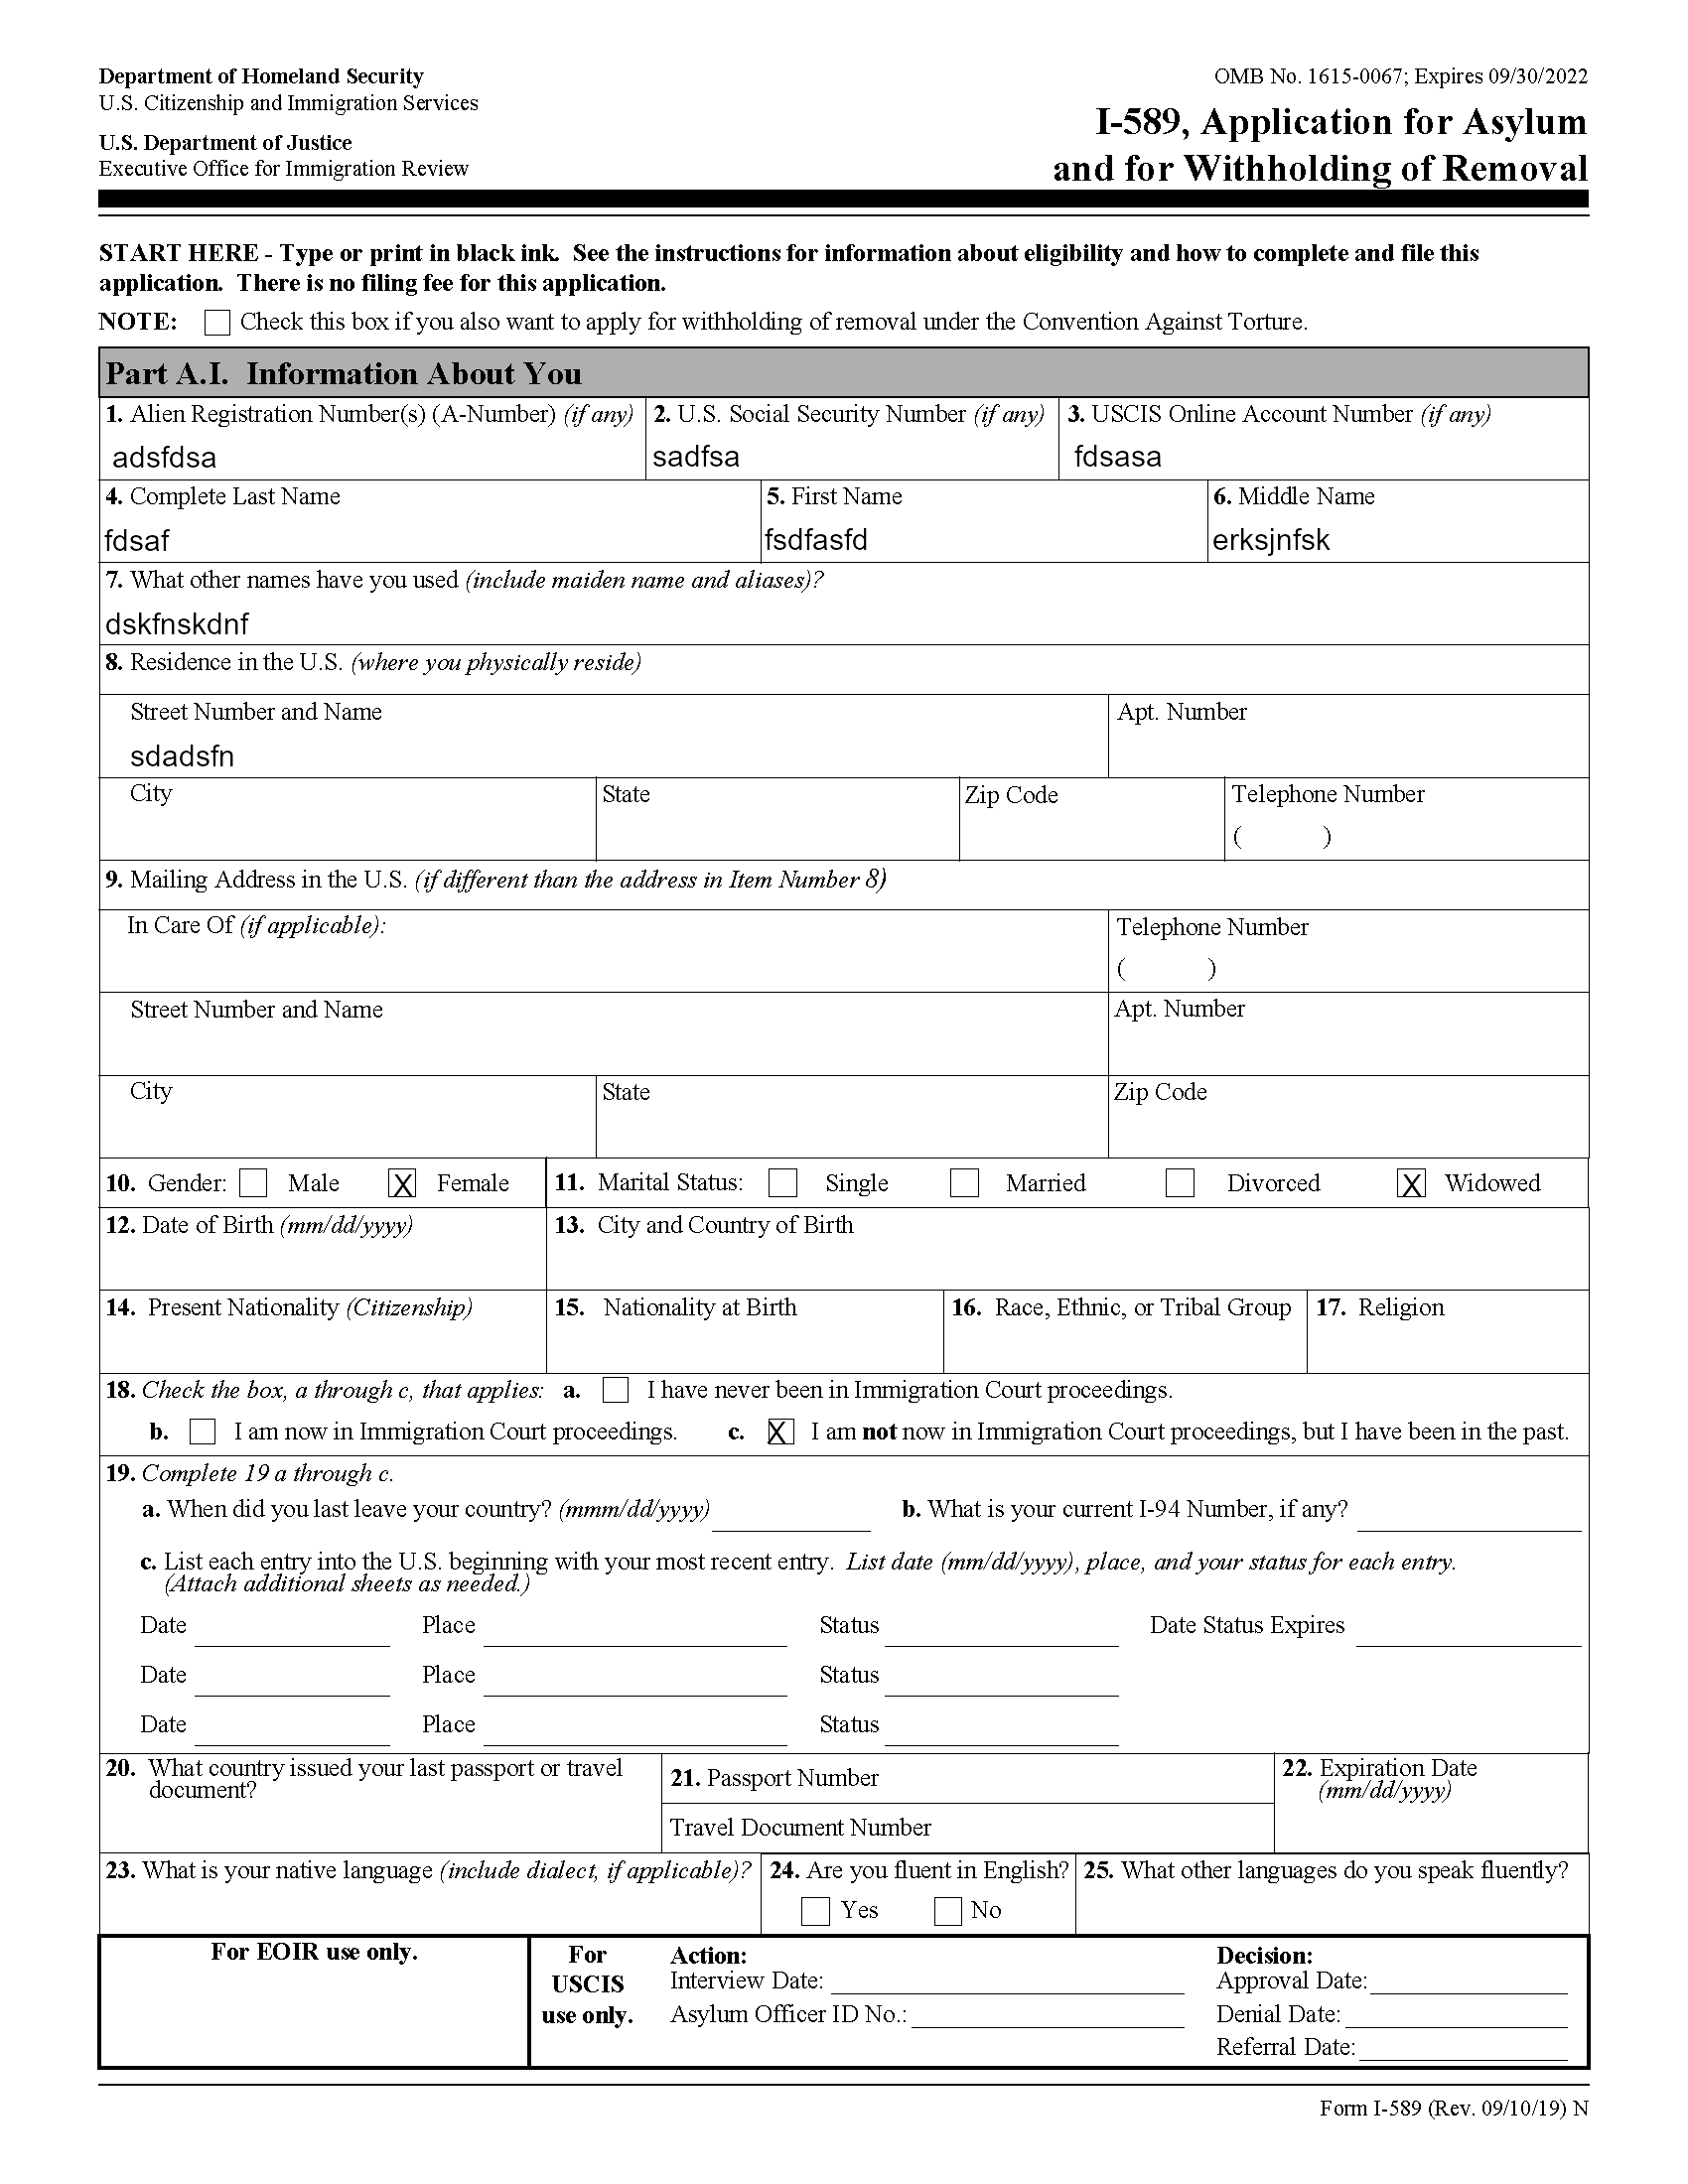 Department of Homeland Security
U.S. Citizenship and Immigration Services
U.S. Department of Justice
Executive Office for Immigration Review
OMB No. 1615-0067; Expires 09/30/2022
I-589, Application for Asylum
and for Withholding of Removal
START HERE - Type or print in black ink. See the instructions for information about eligibility and how to complete and file this
application. There is no filing fee for this application.
NOTE: Check this box if you also want to apply for withholding of removal under the Convention Against Torture.
Part A.I. Information About You
1. Alien Registration Number(s) (A-Number) (if any) 2. U.S. Social Security Number (if any) 3. USCIS Online Account Number (if any)
adsfdsa sadfsa fdsasa
4. Complete Last Name 5. First Name 6. Middle Name
fdsaf fsdfasfd erksjnfsk
7. What other names have you used (include maiden name and aliases)?
dskfnskdnf
8. Residence in the U.S. (where you physically reside)
Street Number and Name Apt. Number
sdadsfn
City State Zip Code Telephone Number
( )
9. Mailing Address in the U.S. (if different than the address in Item Number 8)
In Care Of (if applicable): Telephone Number
( )
Street Number and Name Apt. Number
City State Zip Code
10. Gender: Male X Female 11. Marital Status: Single Married Divorced X Widowed
12. Date of Birth (mm/dd/yyyy) 13. City and Country of Birth
14. Present Nationality (Citizenship) 15. Nationality at Birth 16. Race, Ethnic, or Tribal Group 17. Religion
18. Check the box, a through c, that applies: a. I have never been in Immigration Court proceedings.
b. I am now in Immigration Court proceedings. c. X I am not now in Immigration Court proceedings, but I have been in the past.
19. Complete 19 a through c.
a. When did you last leave your country? (mmm/dd/yyyy) b. What is your current I-94 Number, if any?
c. List each entry into the U.S. beginning with your most recent entry. List date (mm/dd/yyyy), place, and your status for each entry.
(Attach additional sheets as needed.)
Date Place Status Date Status Expires
Date Place Status
Date Place Status
20. What country issued your last passport or travel
document?
21. Passport Number
Travel Document Number
22. Expiration Date
(mm/dd/yyyy)
23. What is your native language (include dialect, if applicable)? 24. Are you fluent in English? 25. What other languages do you speak fluently?
Yes No
For EOIR use only.
For
USCIS
use only.
Action:
Interview Date:
Asylum Officer ID No.:
Decision:
Approval Date:
Denial Date:
Referral Date:
Form I-589 (Rev. 09/10/19) N